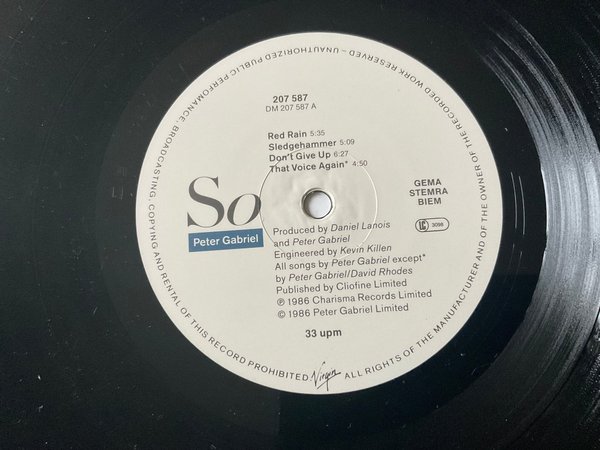 207 587
DM 207 587 A
Red Rain 5:35
Sledgehammer 5:09
Don't Give Up 6:27
That Voice Again* 4:50
GEMA
STEMRA
BIEM
LC 3098
So
Peter Gabriel
Produced by Daniel Lanois
and Peter Gabriel
Engineered by Kevin Killen
All songs by Peter Gabriel except*
by Peter Gabriel/David Rhodes
Published by Cliofine Limited
℗ 1986 Charisma Records Limited
© 1986 Peter Gabriel Limited
33 upm
ALL RIGHTS OF THE MANUFACTURER AND OF THE OWNER OF THE RECORDED WORK RESERVED – UNAUTHORIZED PUBLIC PERFOMANCE, BROADCASTING, COPYING AND RENTAL OF THIS RECORD PROHIBITED
Virgin